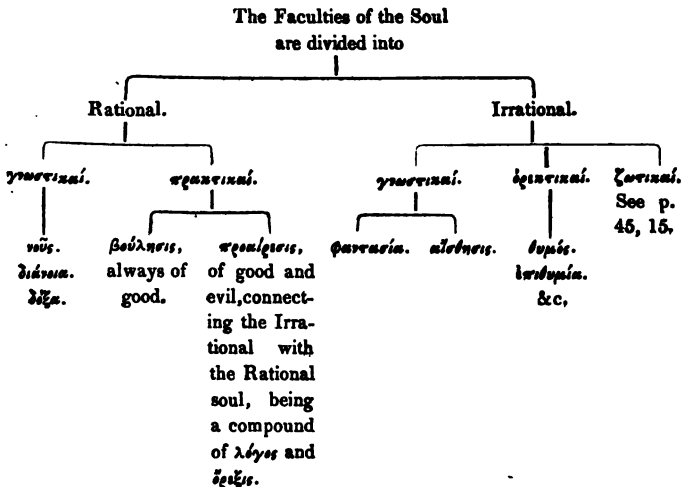 The Faculties of the Soul
are divided into
Rational.
Irrational.
γνωστικαί.
πρακτικαί.
γνωστικαί.
ὀρεκτικαί.
ζωτικαί.
See p.
45, 15.
νοῦς.
διάνοια.
δόξα.
βούλησις,
always of
good.
προαίρεσις,
of good and
evil,connect-
ing the Irra-
tional with
the Rational
soul, being
a compound
of λόγος and
ὄρεξις.
φαντασία.
αἴσθησις.
θυμός.
ἐπιθυμία.
&c,